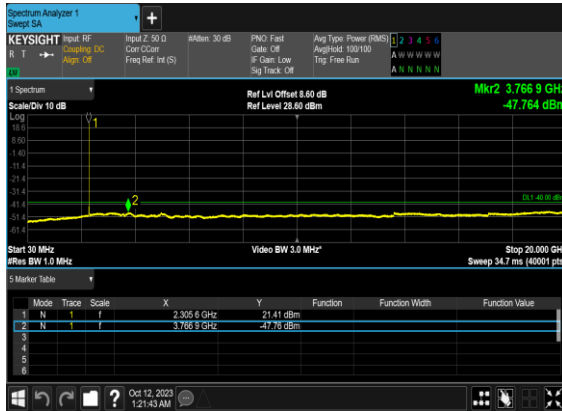 Spectrum Analyzer 1
Swept SA
+
KEYSIGHT Input: RF Input Z: 50 Ω #Atten: 30 dB PNO: Fast Avg Type: Power (RMS) 1 2 3 4 5 6
R T Coupling: DC Corr CCorr Gate: Off Avg|Hold: 100/100 A W W W W W
Align: Off Freq Ref: Int (S) IF Gain: Low Trig: Free Run
LXI Sig Track: Off A N N N N N
1 Spectrum Ref Lvl Offset 8.60 dB Mkr2 3.766 9 GHz
Scale/Div 10 dB Ref Level 28.60 dBm -47.764 dBm
Log
18.6
8.60
-1.40
-11.4
-21.4
-31.4
-41.4
-51.4
-61.4
1
2
DL1 -40.00 dB
Start 30 MHz Video BW 3.0 MHz* Stop 20.000 GHz
#Res BW 1.0 MHz Sweep 34.7 ms (40001 pts)
5 Marker Table
Mode Trace Scale X Y Function Function Width Function Value
1 N 1 f 2.305 6 GHz 21.41 dBm
2 N 1 f 3.766 9 GHz -47.76 dBm
3
4
5
6
? Oct 12, 2023
1:21:43 AM